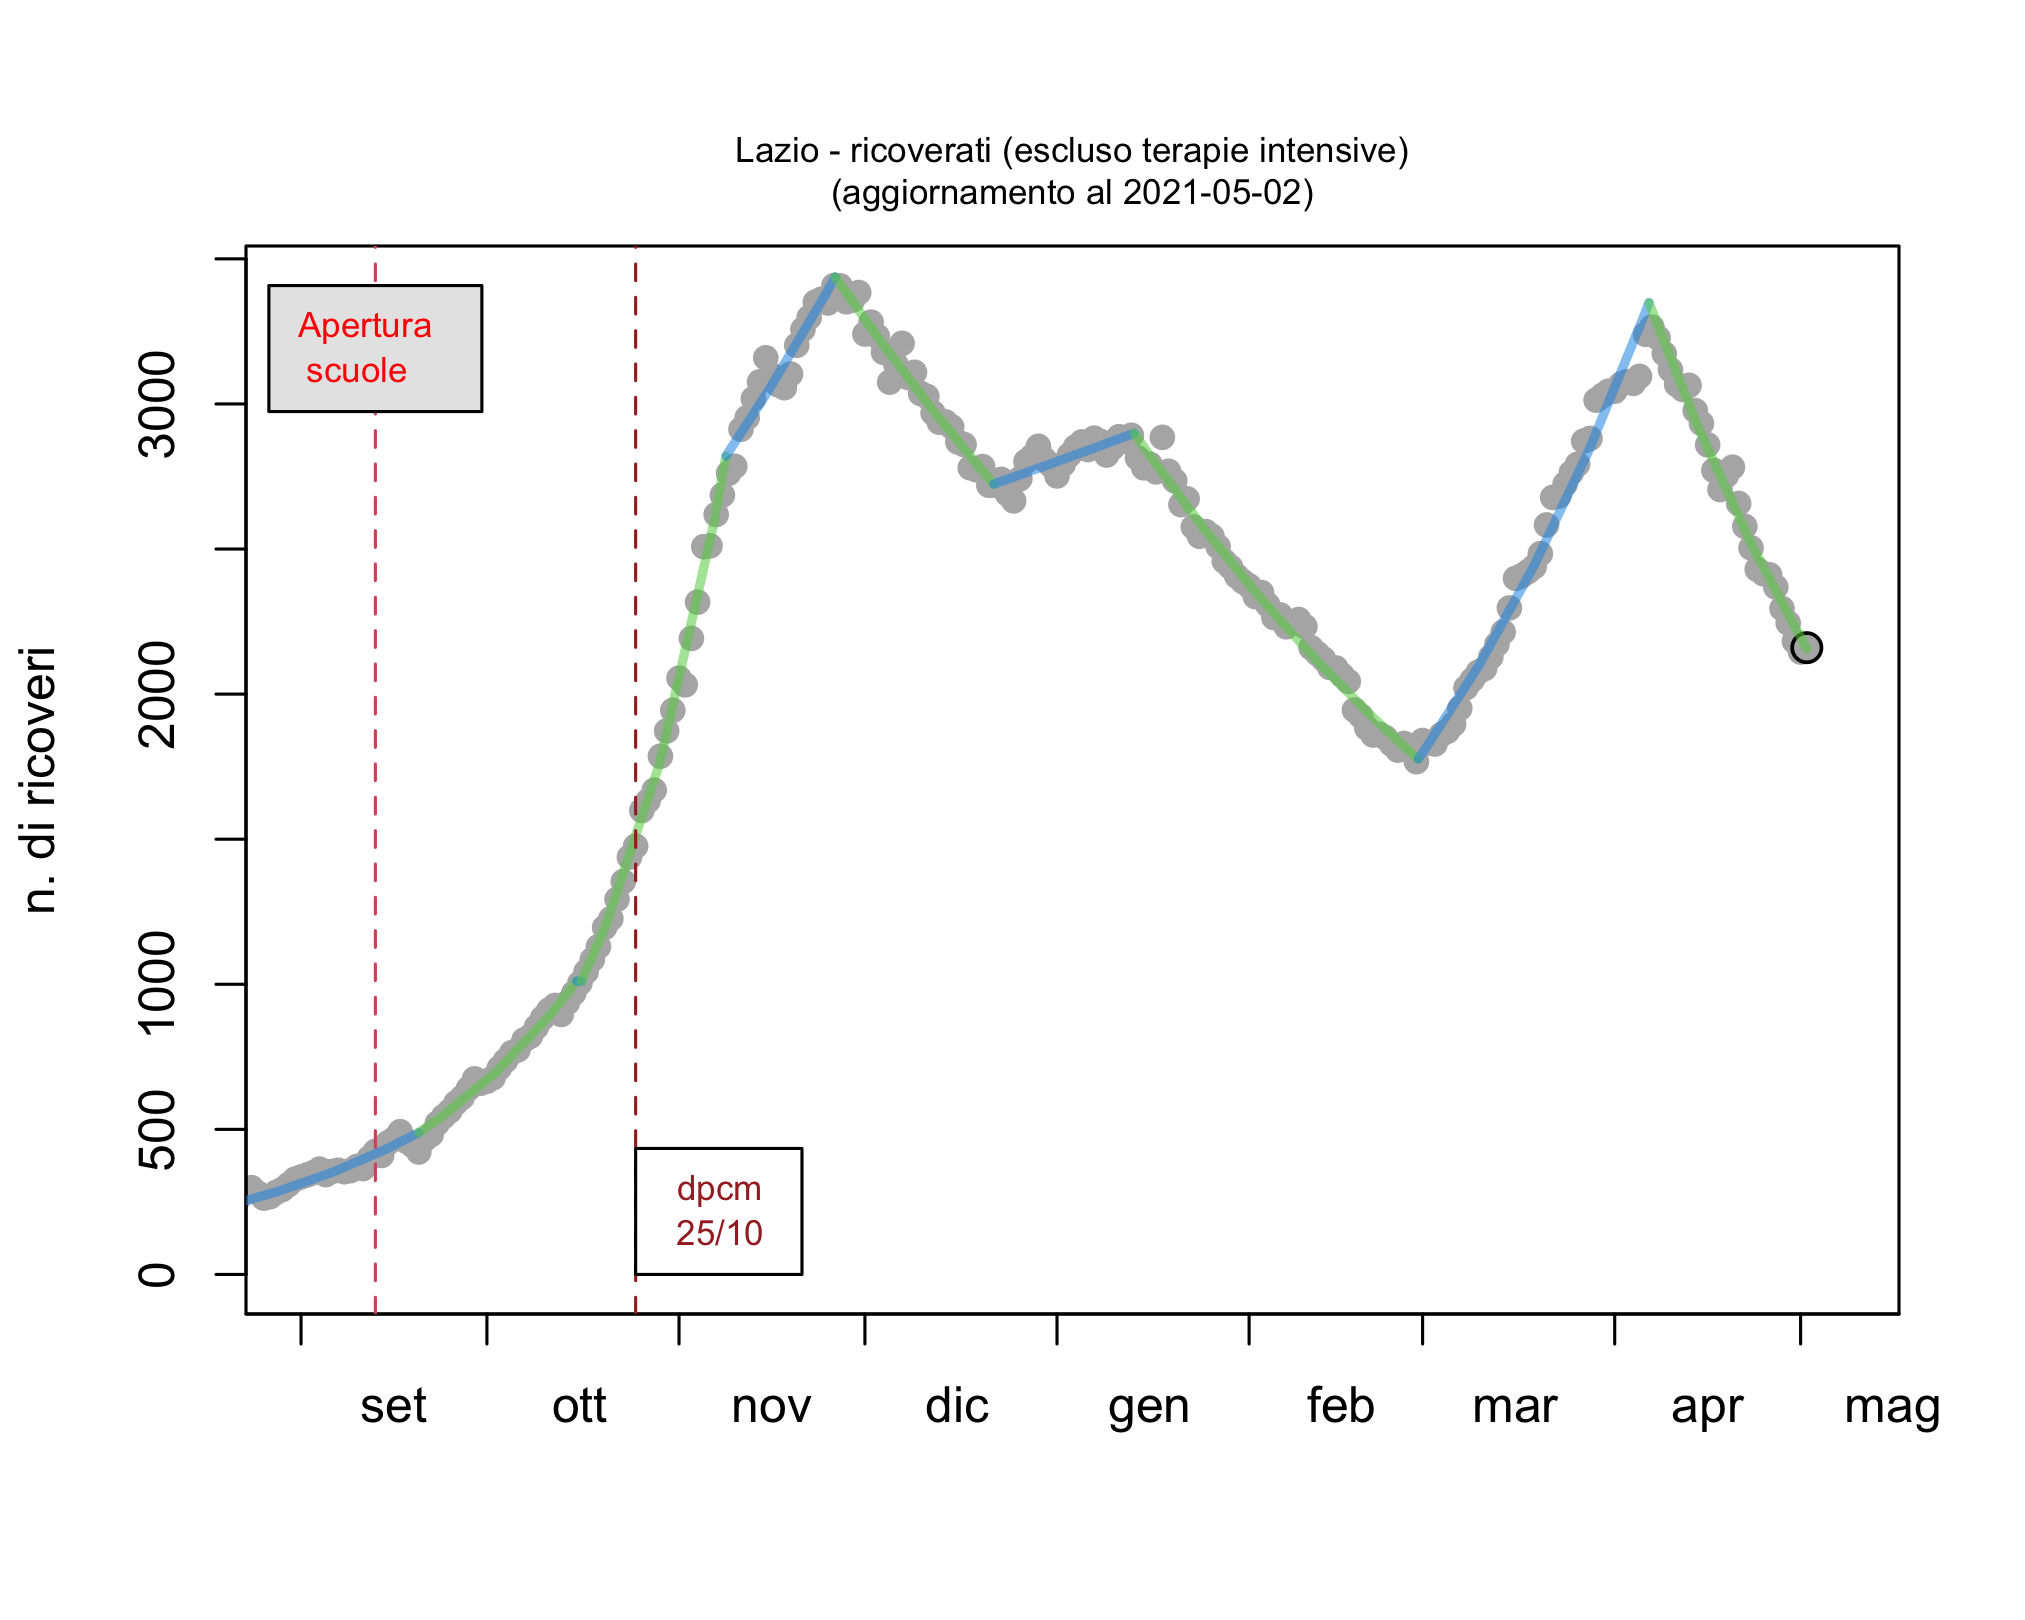 Lazio - ricoverati (escluso terapie intensive)
(aggiornamento al 2021-05-02)
Apertura
scuole
dpcm
25/10
n. di ricoveri
3000
2000
1000
500
0
set ott nov dic gen feb mar apr mag